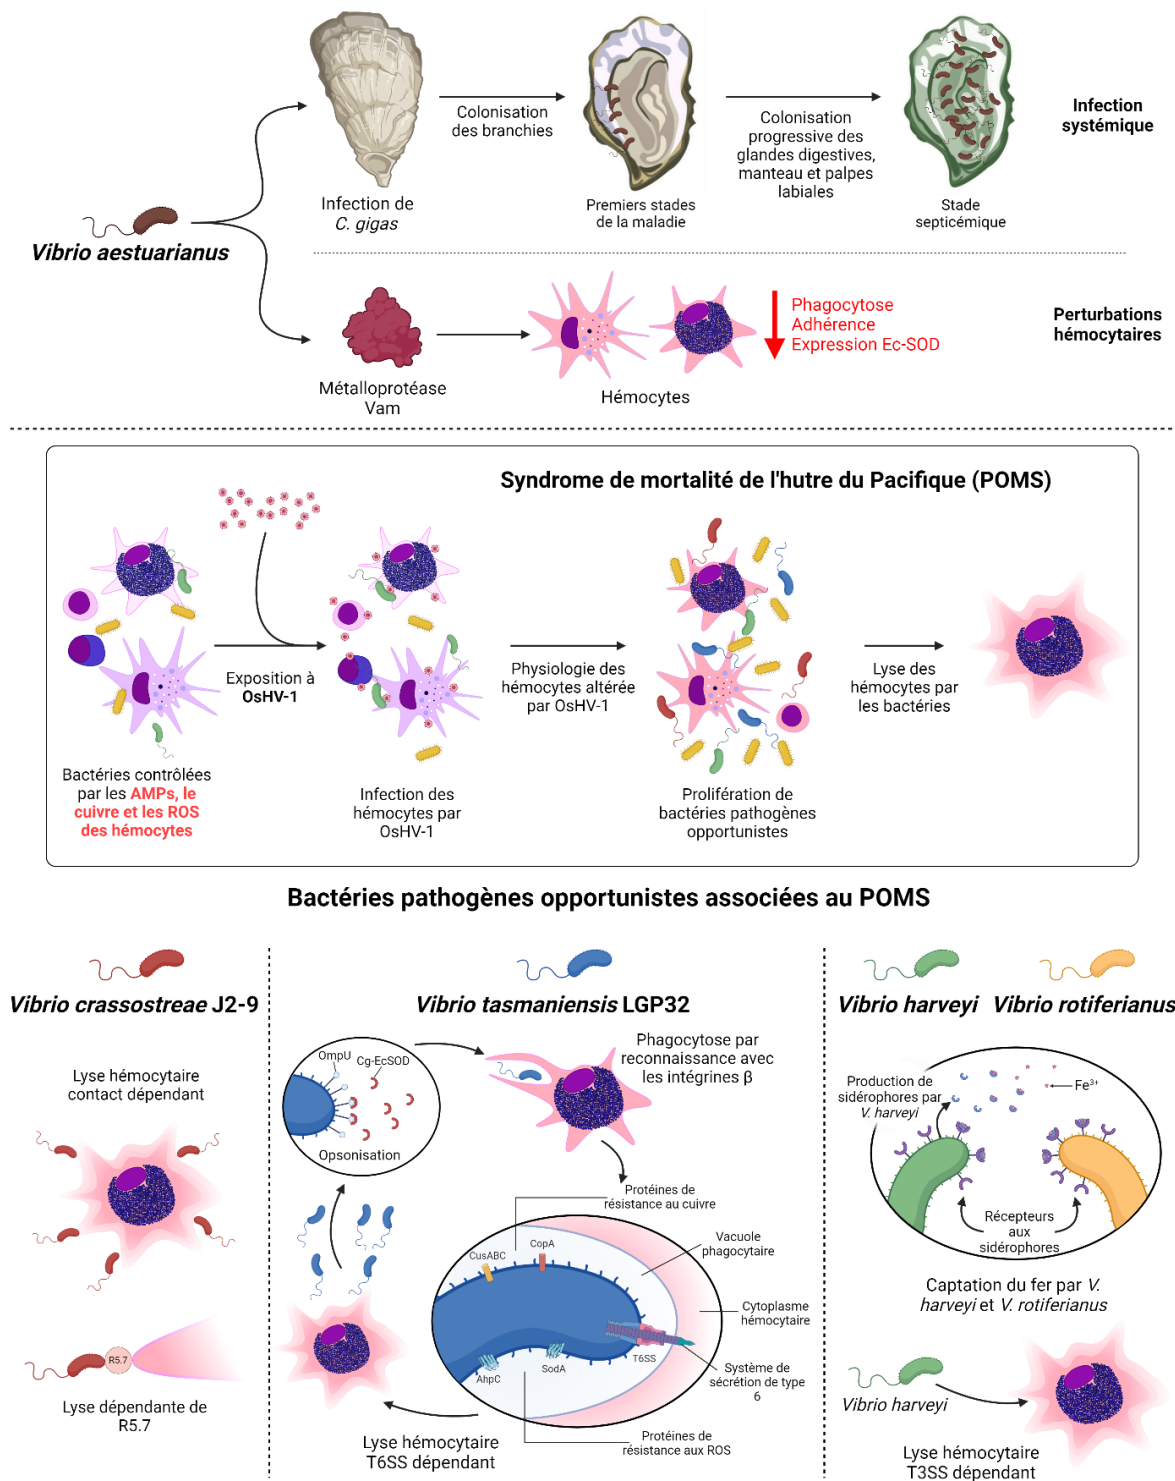 Infection de
C. gigas
Colonisation
des branchies
Premiers stades
de la maladie
Colonisation
progressive des
glandes digestives,
manteau et palpes
labiales
Stade
septicémique
Infection
systémique
Vibrio aestuarianus
Métalloprotéase
Vam
Hémocytes
Phagocytose
Adhérence
Expression Ec-SOD
Perturbations
hémocytaires
Syndrome de mortalité de l'hutre du Pacifique (POMS)
Exposition à
OsHV-1
Physiologie des
hémocytes altérée
par OsHV-1
Lyse des
hémocytes par
les bactéries
Bactéries contrôlées
par les AMPs, le
cuivre et les ROS
des hémocytes
Infection des
hémocytes par
OsHV-1
Prolifération de
bactéries pathogènes
opportunistes
Bactéries pathogènes opportunistes associées au POMS
Vibrio crassostreae J2-9
Lyse hémocytaire
contact dépendant
R5.7
Lyse dépendante de
R5.7
Vibrio tasmaniensis LGP32
OmpU
Cg-EcSOD
Opsonisation
Phagocytose par
reconnaissance avec
les intégrines β
Protéines de
résistance au cuivre
CusABC
CopA
Vacuole
phagocytaire
Cytoplasme
hémocytaire
T6SS
Système de
sécrétion de type
6
AhpC
SodA
Protéines de
résistance aux ROS
Lyse hémocytaire
T6SS dépendant
Vibrio harveyi
Vibrio rotiferianus
Production de
sidérophores par
V. harveyi
Fe³⁺
Récepteurs
aux
sidérophores
Captation du fer par V.
harveyi et V. rotiferianus
Vibrio harveyi
Lyse hémocytaire
T3SS dépendant